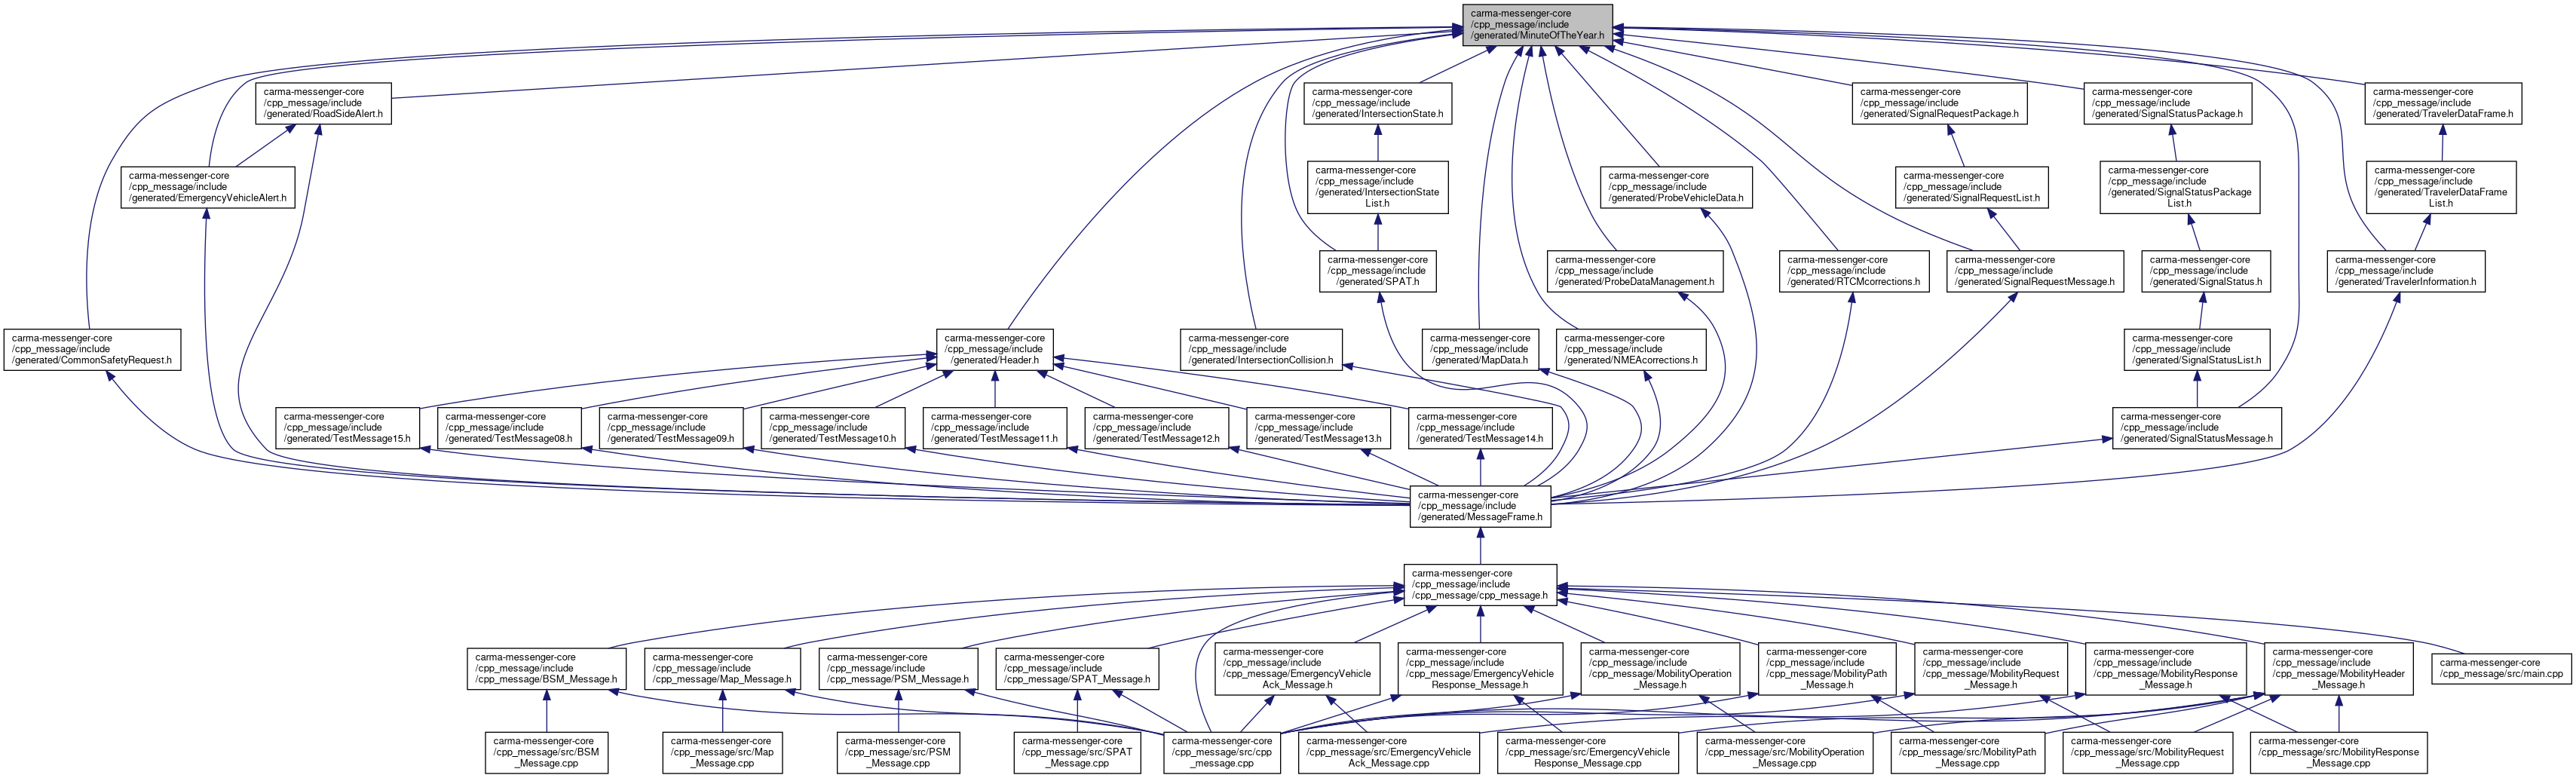 carma-messenger-core
/cpp_message/include
/generated/MinuteOfTheYear.h
carma-messenger-core
/cpp_message/include
/generated/RoadSideAlert.h
carma-messenger-core
/cpp_message/include
/generated/IntersectionState.h
carma-messenger-core
/cpp_message/include
/generated/SignalRequestPackage.h
carma-messenger-core
/cpp_message/include
/generated/SignalStatusPackage.h
carma-messenger-core
/cpp_message/include
/generated/TravelerDataFrame.h
carma-messenger-core
/cpp_message/include
/generated/EmergencyVehicleAlert.h
carma-messenger-core
/cpp_message/include
/generated/IntersectionState
List.h
carma-messenger-core
/cpp_message/include
/generated/ProbeVehicleData.h
carma-messenger-core
/cpp_message/include
/generated/SignalRequestList.h
carma-messenger-core
/cpp_message/include
/generated/SignalStatusPackage
List.h
carma-messenger-core
/cpp_message/include
/generated/TravelerDataFrame
List.h
carma-messenger-core
/cpp_message/include
/generated/SPAT.h
carma-messenger-core
/cpp_message/include
/generated/ProbeDataManagement.h
carma-messenger-core
/cpp_message/include
/generated/RTCMcorrections.h
carma-messenger-core
/cpp_message/include
/generated/SignalRequestMessage.h
carma-messenger-core
/cpp_message/include
/generated/SignalStatus.h
carma-messenger-core
/cpp_message/include
/generated/TravelerInformation.h
carma-messenger-core
/cpp_message/include
/generated/CommonSafetyRequest.h
carma-messenger-core
/cpp_message/include
/generated/Header.h
carma-messenger-core
/cpp_message/include
/generated/IntersectionCollision.h
carma-messenger-core
/cpp_message/include
/generated/MapData.h
carma-messenger-core
/cpp_message/include
/generated/NMEAcorrections.h
carma-messenger-core
/cpp_message/include
/generated/SignalStatusList.h
carma-messenger-core
/cpp_message/include
/generated/TestMessage15.h
carma-messenger-core
/cpp_message/include
/generated/TestMessage08.h
carma-messenger-core
/cpp_message/include
/generated/TestMessage09.h
carma-messenger-core
/cpp_message/include
/generated/TestMessage10.h
carma-messenger-core
/cpp_message/include
/generated/TestMessage11.h
carma-messenger-core
/cpp_message/include
/generated/TestMessage12.h
carma-messenger-core
/cpp_message/include
/generated/TestMessage13.h
carma-messenger-core
/cpp_message/include
/generated/TestMessage14.h
carma-messenger-core
/cpp_message/include
/generated/SignalStatusMessage.h
carma-messenger-core
/cpp_message/include
/generated/MessageFrame.h
carma-messenger-core
/cpp_message/include
/cpp_message/cpp_message.h
carma-messenger-core
/cpp_message/include
/cpp_message/BSM_Message.h
carma-messenger-core
/cpp_message/include
/cpp_message/Map_Message.h
carma-messenger-core
/cpp_message/include
/cpp_message/PSM_Message.h
carma-messenger-core
/cpp_message/include
/cpp_message/SPAT_Message.h
carma-messenger-core
/cpp_message/include
/cpp_message/EmergencyVehicle
Ack_Message.h
carma-messenger-core
/cpp_message/include
/cpp_message/EmergencyVehicle
Response_Message.h
carma-messenger-core
/cpp_message/include
/cpp_message/MobilityOperation
_Message.h
carma-messenger-core
/cpp_message/include
/cpp_message/MobilityPath
_Message.h
carma-messenger-core
/cpp_message/include
/cpp_message/MobilityRequest
_Message.h
carma-messenger-core
/cpp_message/include
/cpp_message/MobilityResponse
_Message.h
carma-messenger-core
/cpp_message/include
/cpp_message/MobilityHeader
_Message.h
carma-messenger-core
/cpp_message/src/main.cpp
carma-messenger-core
/cpp_message/src/BSM
_Message.cpp
carma-messenger-core
/cpp_message/src/Map
_Message.cpp
carma-messenger-core
/cpp_message/src/PSM
_Message.cpp
carma-messenger-core
/cpp_message/src/SPAT
_Message.cpp
carma-messenger-core
/cpp_message/src/cpp
_message.cpp
carma-messenger-core
/cpp_message/src/EmergencyVehicle
Ack_Message.cpp
carma-messenger-core
/cpp_message/src/EmergencyVehicle
Response_Message.cpp
carma-messenger-core
/cpp_message/src/MobilityOperation
_Message.cpp
carma-messenger-core
/cpp_message/src/MobilityPath
_Message.cpp
carma-messenger-core
/cpp_message/src/MobilityRequest
_Message.cpp
carma-messenger-core
/cpp_message/src/MobilityResponse
_Message.cpp